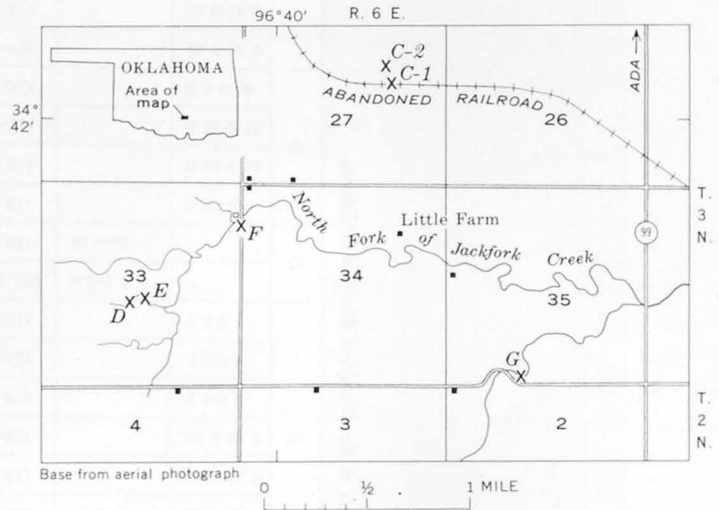 96°40′ R. 6 E.
OKLAHOMA
Area of
map
C-2
C-1
ABANDONED RAILROAD
ADA
34°
42′
27
26
T.
3
N.
North
Fork of Jackfork Creek
Little Farm
F
99
33
34
35
D
E
G
4
3
2
T.
2
N.
Base from aerial photograph
0 ½ 1 MILE